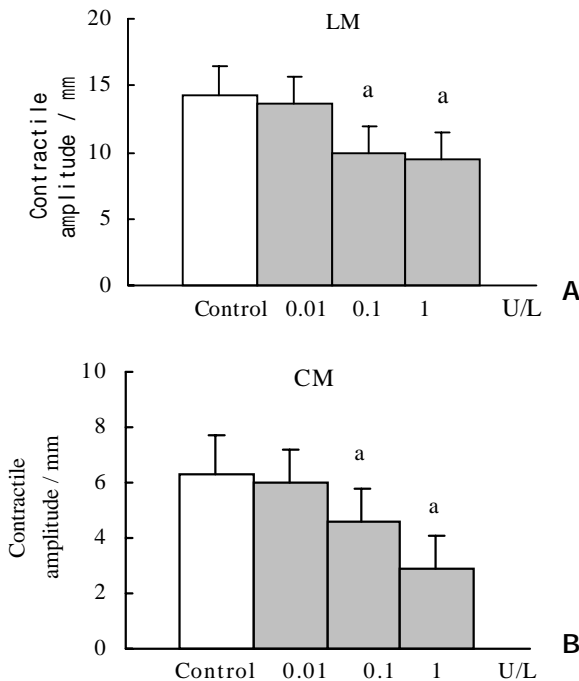 LM
20
15
10
5
0
Contractile
amplitude / mm
a
a
Control 0.01 0.1 1 U/L
A
CM
10
8
6
4
2
0
Contractile
amplitude / mm
a
a
Control 0.01 0.1 1 U/L
B